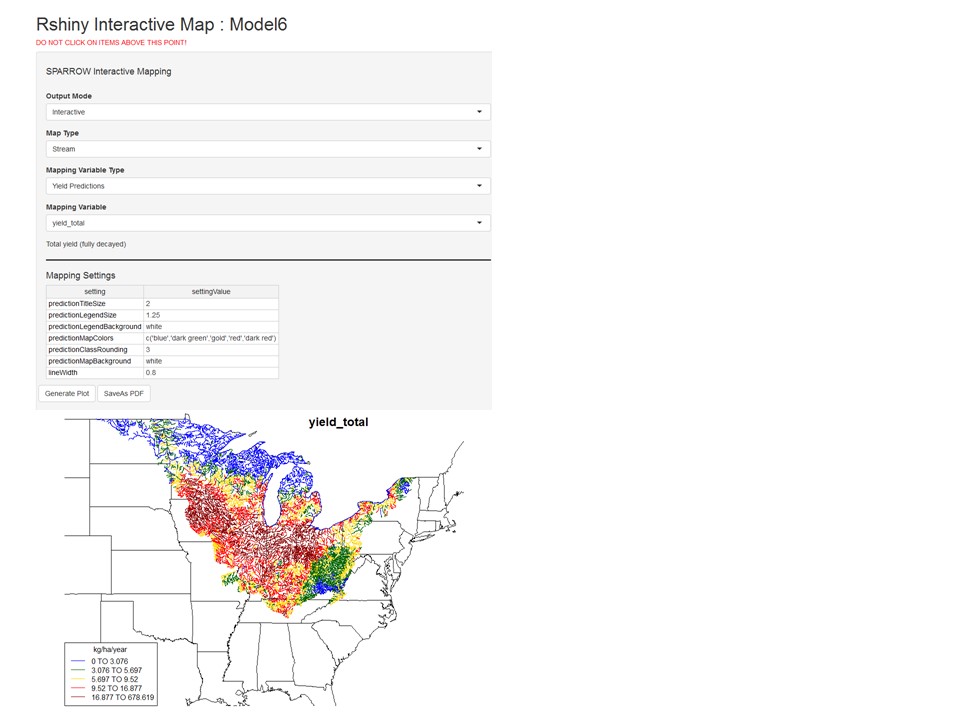 Rshiny Interactive Map : Model6
DO NOT CLICK ON ITEMS ABOVE THIS POINT!
SPARROW Interactive Mapping
Output Mode
Interactive
Map Type
Stream
Mapping Variable Type
Yield Predictions
Mapping Variable
yield_total
Total yield (fully decayed)
Mapping Settings
setting settingValue
predictionTitleSize 2
predictionLegendSize 1.25
predictionLegendBackground white
predictionMapColors c('blue','dark green','gold','red','dark red')
predictionClassRounding 3
predictionMapBackground white
lineWidth 0.8
Generate Plot SaveAs PDF
yield_total
kg/ha/year
0 TO 3.076
3.076 TO 5.697
5.697 TO 9.52
9.52 TO 16.877
16.877 TO 678.619